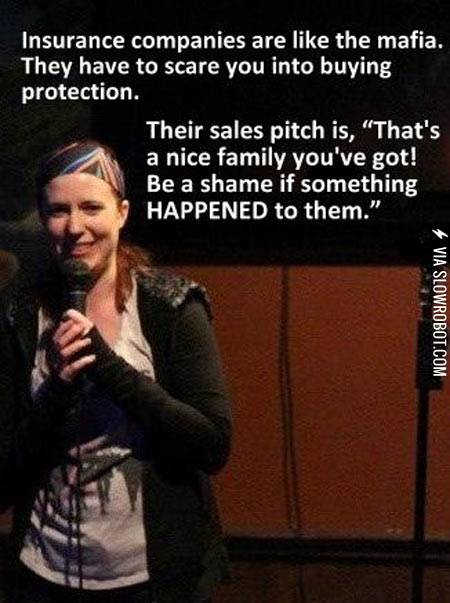 Insurance companies are like the mafia.
They have to scare you into buying
protection.
Their sales pitch is, “That's
a nice family you've got!
Be a shame if something
HAPPENED to them.”
VIA SLOWROBOT.COM